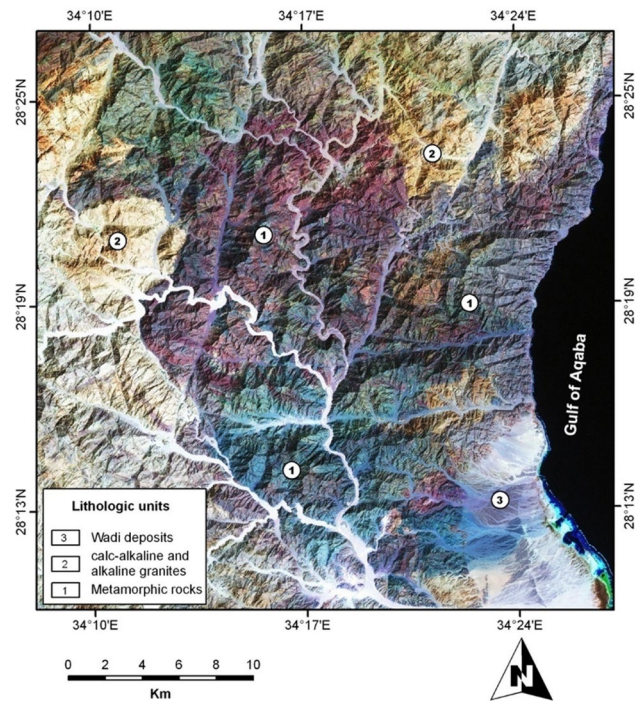 34°10'E 34°17'E 34°24'E
28°25'N 28°25'N
2
2
1
28°19'N 1 28°19'N
Gulf of Aqaba
1
3
28°13'N 28°13'N
Lithologic units
3 Wadi deposits
2 calc-alkaline and
alkaline granites
1 Metamorphic rocks
34°10'E 34°17'E 34°24'E
0 2 4 6 8 10
Km
N